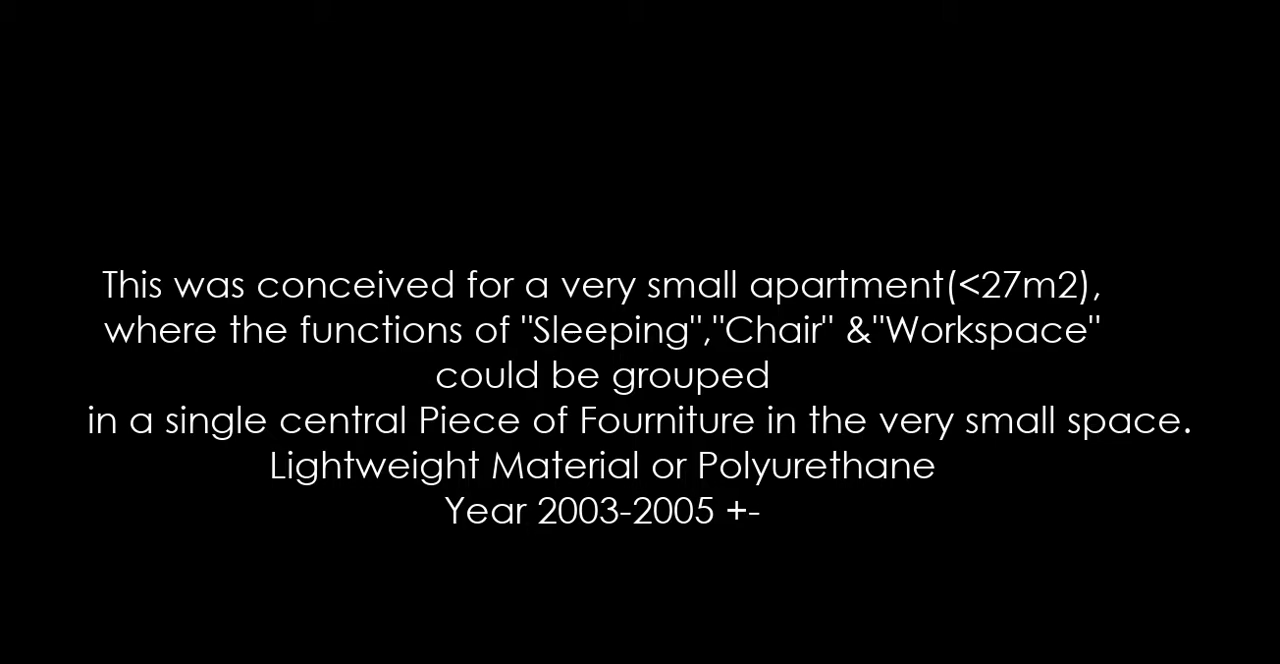 This was conceived for a very small apartment(<27m2),
where the functions of "Sleeping","Chair" &"Workspace"
could be grouped
in a single central Piece of Fourniture in the very small space.
Lightweight Material or Polyurethane
Year 2003-2005 +-